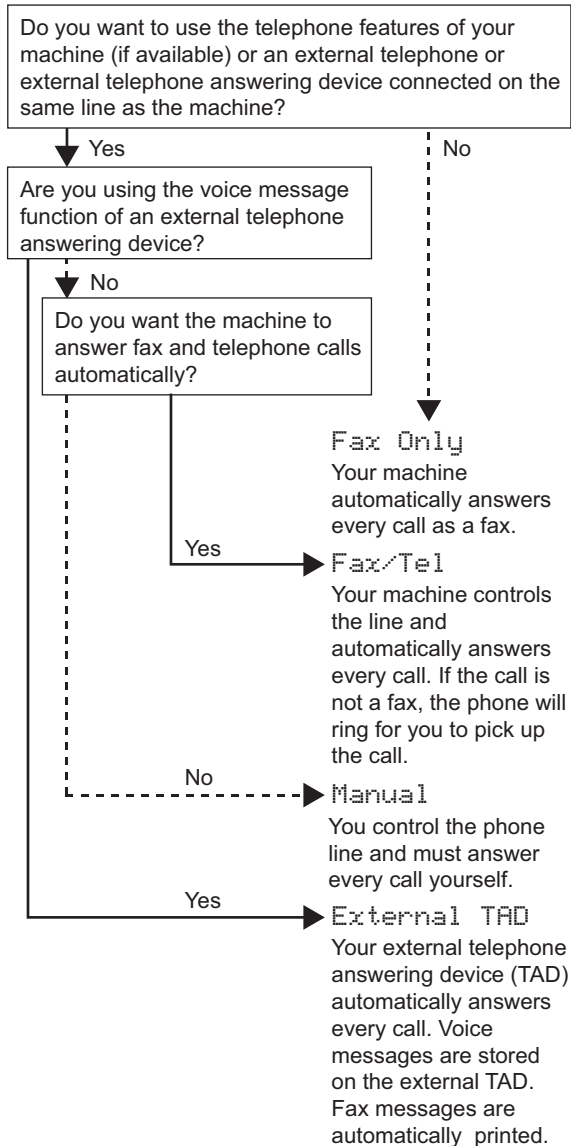 Do you want to use the telephone features of your
machine (if available) or an external telephone or
external telephone answering device connected on the
same line as the machine?
Yes
No
Are you using the voice message
function of an external telephone
answering device?
No
Do you want the machine to
answer fax and telephone calls
automatically?
Fax Only
Your machine
automatically answers
every call as a fax.
Yes
Fax/Tel
Your machine controls
the line and
automatically answers
every call. If the call is
not a fax, the phone will
ring for you to pick up
the call.
No
Manual
You control the phone
line and must answer
every call yourself.
Yes
External TAD
Your external telephone
answering device (TAD)
automatically answers
every call. Voice
messages are stored
on the external TAD.
Fax messages are
automatically printed.